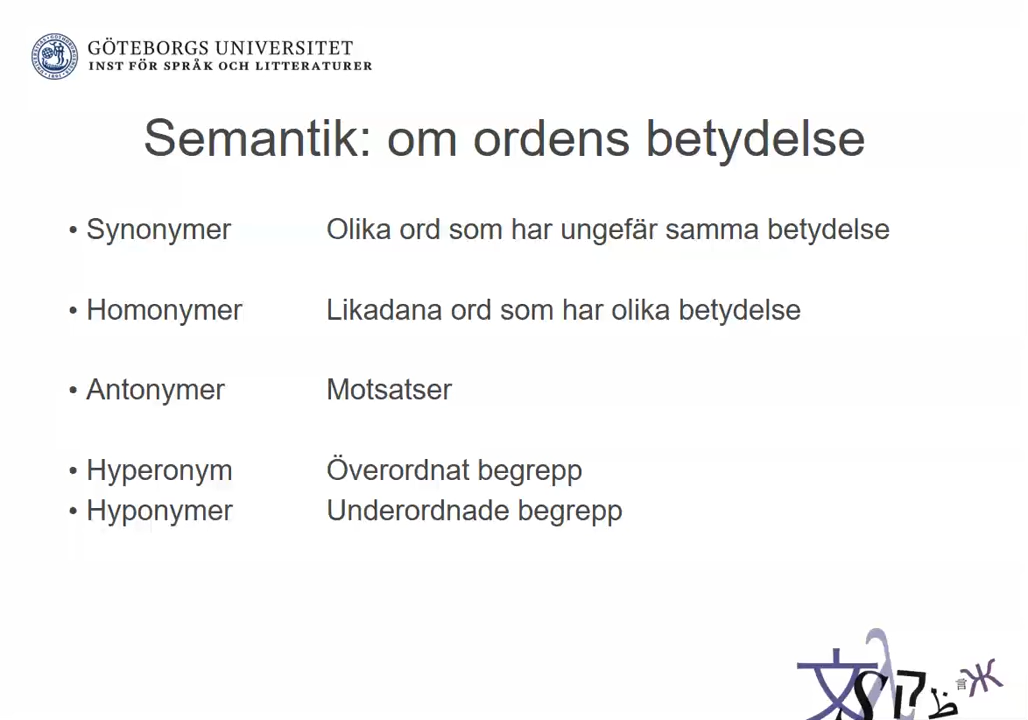 GÖTEBORGS UNIVERSITET
INST FÖR SPRÅK OCH LITTERATURER
Semantik: om ordens betydelse
• Synonymer Olika ord som har ungefär samma betydelse
• Homonymer Likadana ord som har olika betydelse
• Antonymer Motsatser
• Hyperonym Överordnat begrepp
• Hyponymer Underordnade begrepp